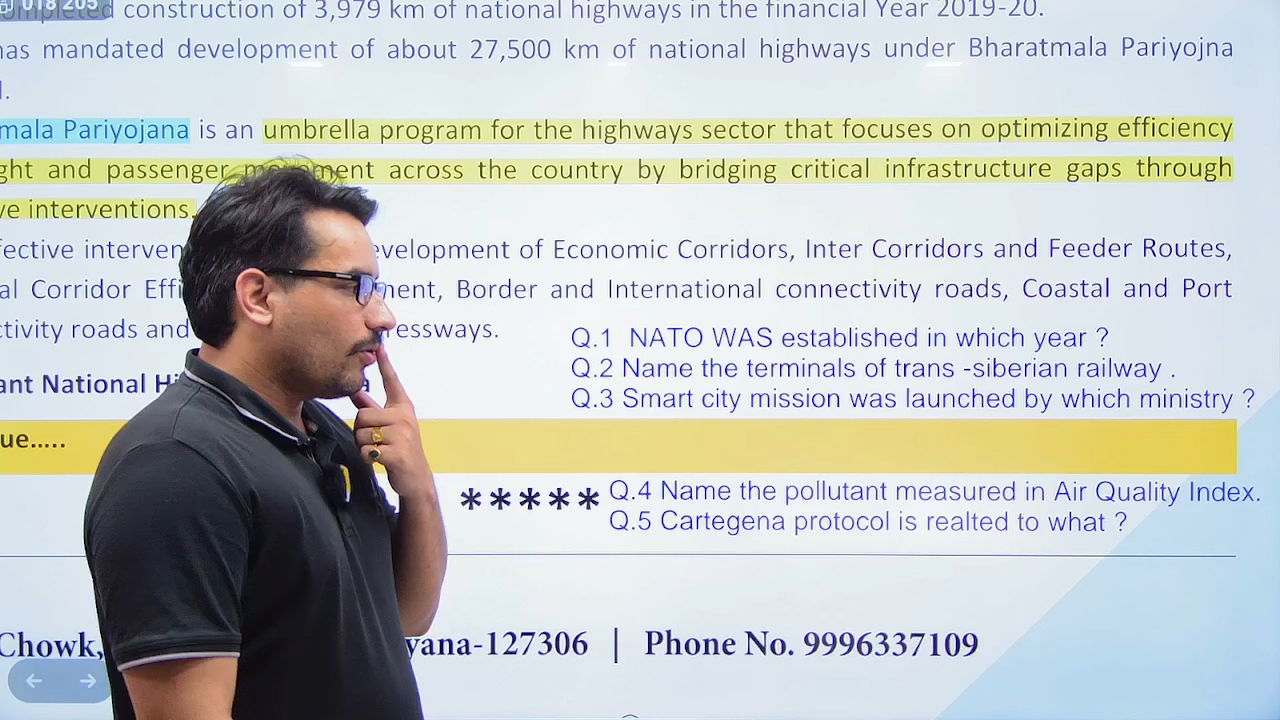 018 205
construction of 3,979 km of national highways in the financial Year 2019-20.
has mandated development of about 27,500 km of national highways under Bharatmala Pariyojna
mala Pariyojana is an umbrella program for the highways sector that focuses on optimizing efficiency
ght and passenger movement across the country by bridging critical infrastructure gaps through
ve interventions.
fective interven evelopment of Economic Corridors, Inter Corridors and Feeder Routes,
al Corridor Effi ment, Border and International connectivity roads, Coastal and Port
ctivity roads and ressways.
Q.1 NATO WAS established in which year ?
Q.2 Name the terminals of trans -siberian railway .
ant National Hi a
Q.3 Smart city mission was launched by which ministry ?
ue.....
***** Q.4 Name the pollutant measured in Air Quality Index.
Q.5 Cartegena protocol is realted to what ?
Chowk, yana-127306 | Phone No. 9996337109